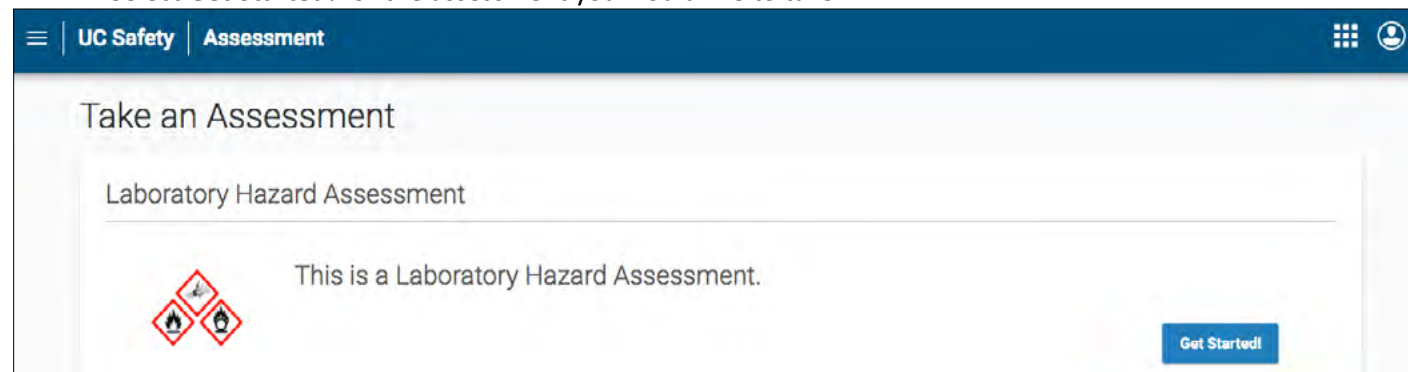 UC Safety Assessment
Take an Assessment
Laboratory Hazard Assessment
This is a Laboratory Hazard Assessment.
Get Started!